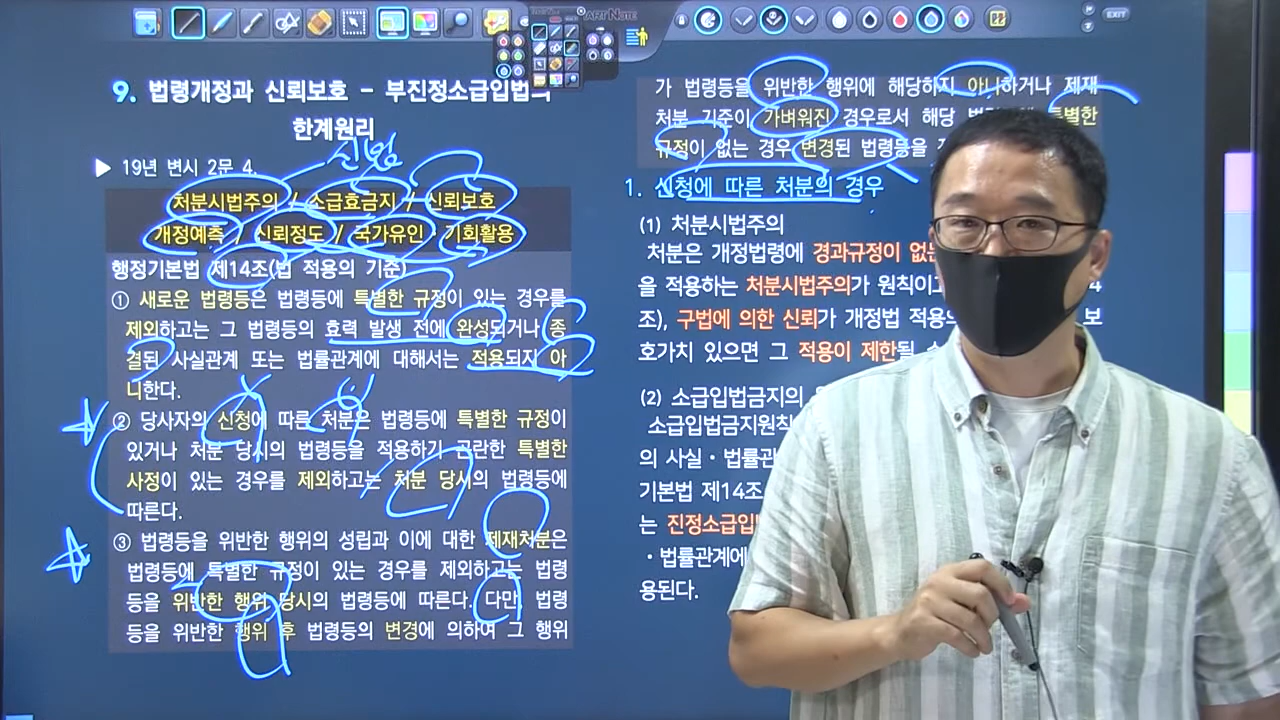 EXIT
9. 법령개정과 신뢰보호 - 부진정소급입법의
한계원리
▶ 19년 변시 2문 4.
신법
처분시법주의 / 소급효금지 / 신뢰보호
개정예측 / 신뢰정도 / 국가유인 / 기회활용
행정기본법 제14조(법 적용의 기준)
① 새로운 법령등은 법령등에 특별한 규정이 있는 경우를
제외하고는 그 법령등의 효력 발생 전에 완성되거나 종
결된 사실관계 또는 법률관계에 대해서는 적용되지 아
니한다.
② 당사자의 신청에 따른 처분은 법령등에 특별한 규정이
있거나 처분 당시의 법령등을 적용하기 곤란한 특별한
사정이 있는 경우를 제외하고는 처분 당시의 법령등에
따른다.
③ 법령등을 위반한 행위의 성립과 이에 대한 제재처분은
법령등에 특별한 규정이 있는 경우를 제외하고는 법령
등을 위반한 행위 당시의 법령등에 따른다. 다만, 법령
등을 위반한 행위 후 법령등의 변경에 의하여 그 행위
가 법령등을 위반한 행위에 해당하지 아니하거나 제재
처분 기준이 가벼워진 경우로서 해당 특별한
규정이 없는 경우 변경된 법령등을
1. 신청에 따른 처분의 경우
(1) 처분시법주의
처분은 개정법령에 경과규정이 없는
을 적용하는 처분시법주의가 원칙이고
조), 구법에 의한 신뢰가 개정법 적용의 보
호가치 있으면 그 적용이 제한될
(2) 소급입법금지의
소급입법금지원칙
의 사실·법률관
기본법 제14조
는 진정소급입법
·법률관계에
용된다.